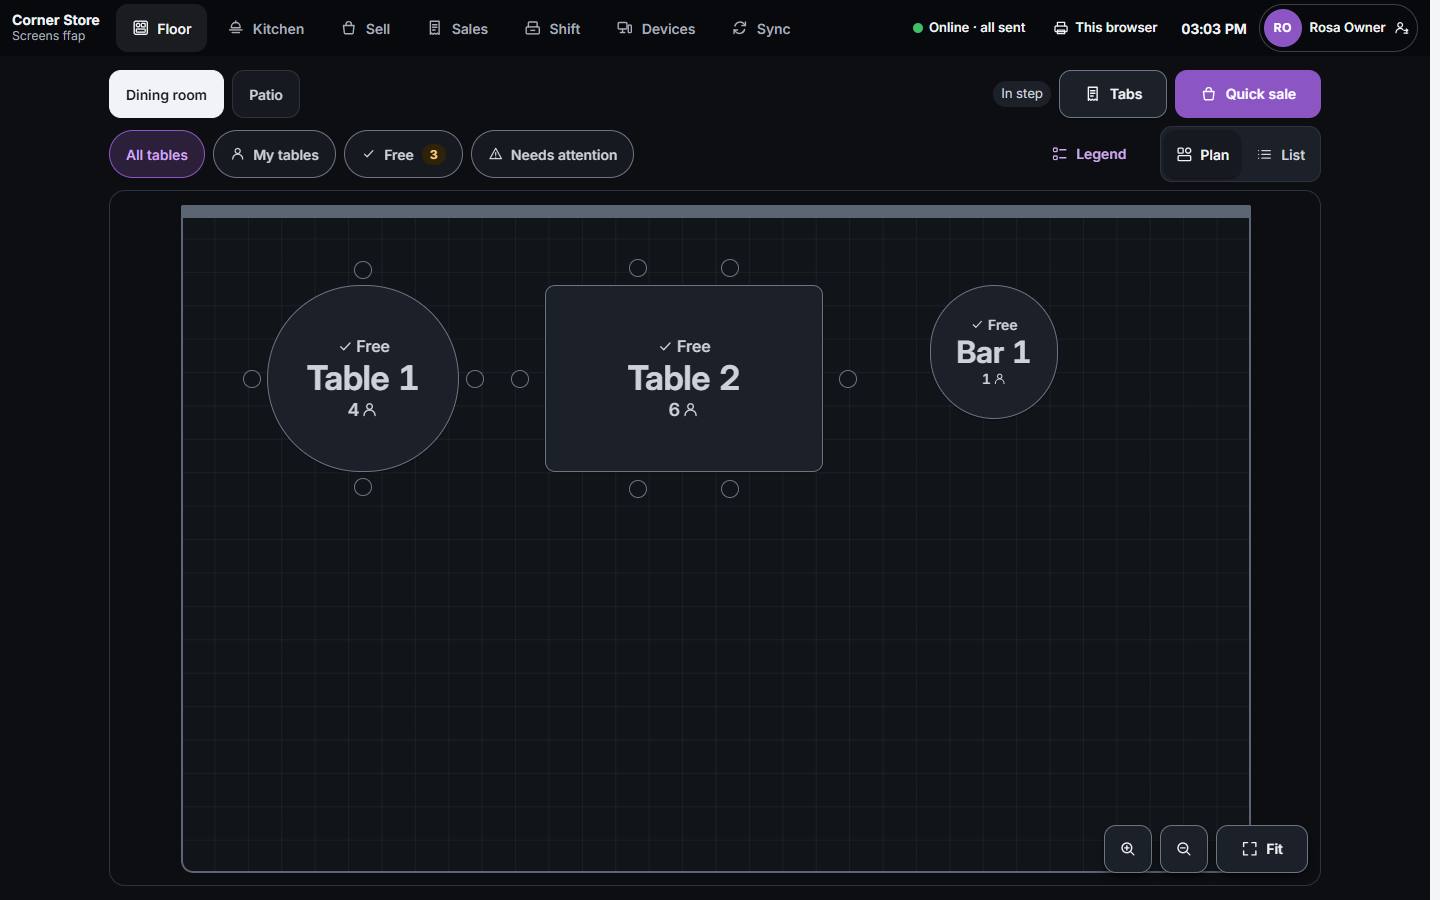 Corner Store
Screens ffap
Floor
Kitchen
Sell
Sales
Shift
Devices
Sync
Online · all sent
This browser
03:03 PM
RO
Rosa Owner
Dining room
Patio
In step
Tabs
Quick sale
All tables
My tables
Free 3
Needs attention
Legend
Plan
List
Free
Table 1
4
Free
Table 2
6
Free
Bar 1
1
Fit